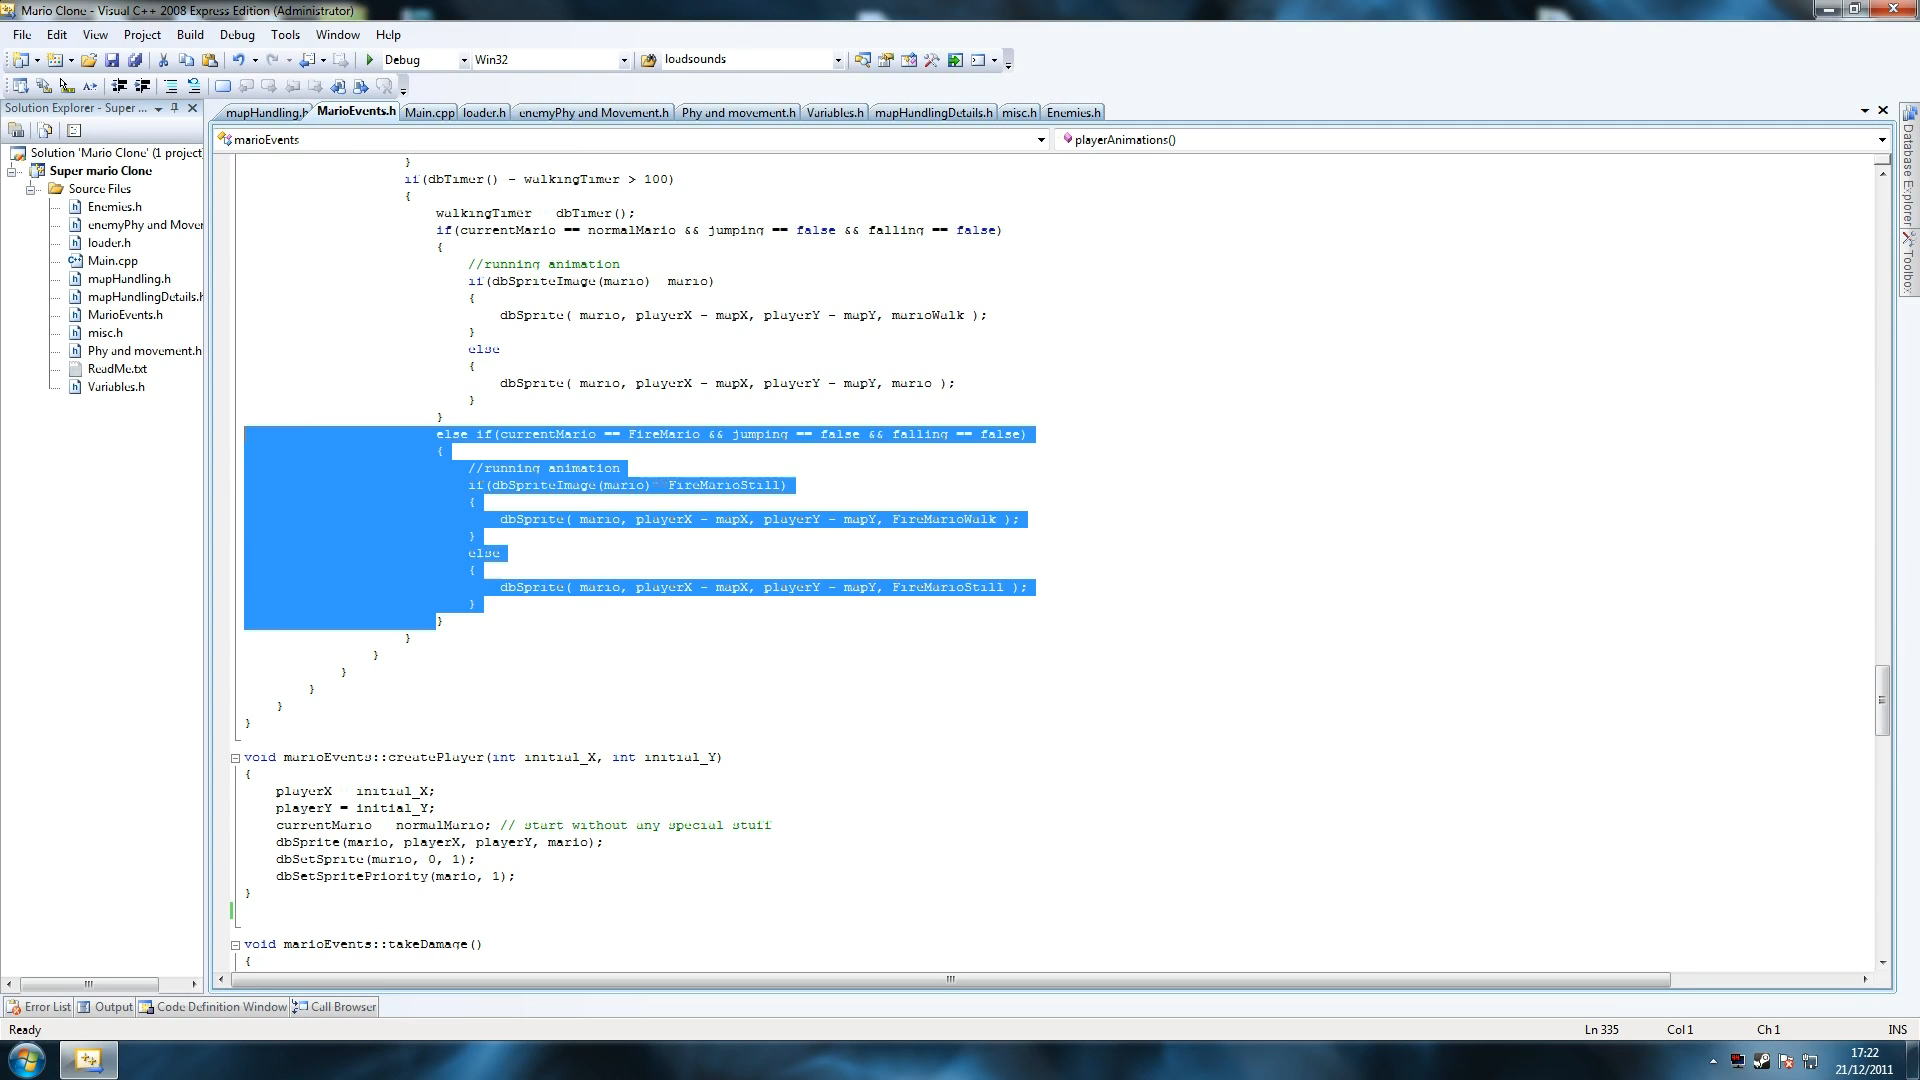 Mario Clone - Visual C++ 2008 Express Edition (Administrator)
File Edit View Project Build Debug Tools Window Help
Debug Win32 loadsounds
Solution Explorer - Super ...
mapHandling.h MarioEvents.h Main.cpp loader.h enemyPhy and Movement.h Phy and movement.h Variables.h mapHandlingDetails.h misc.h Enemies.h
marioEvents playerAnimations()
Solution 'Mario Clone' (1 project
Super mario Clone
Source Files
Enemies.h
enemyPhy and Mover
loader.h
Main.cpp
mapHandling.h
mapHandlingDetails.h
MarioEvents.h
misc.h
Phy and movement.h
ReadMe.txt
Variables.h
}
if(dbTimer() - walkingTimer > 100)
{
walkingTimer = dbTimer();
if(currentMario == normalMario && jumping == false && falling == false)
{
//running animation
if(dbSpriteImage(mario) mario)
{
dbSprite( mario, playerX - mapX, playerY - mapY, marioWalk );
}
else
{
dbSprite( mario, playerX - mapX, playerY - mapY, mario );
}
}
else if(currentMario == FireMario && jumping == false && falling == false)
{
//running animation
if(dbSpriteImage(mario) FireMarioStill)
{
dbSprite( mario, playerX - mapX, playerY - mapY, FireMarioWalk );
}
else
{
dbSprite( mario, playerX - mapX, playerY - mapY, FireMarioStill );
}
}
}
}
}
}
}
}
void marioEvents::createPlayer(int initial_X, int initial_Y)
{
playerX = initial_X;
playerY = initial_Y;
currentMario = normalMario; // start without any special stuff
dbSprite(mario, playerX, playerY, mario);
dbSetSprite(mario, 0, 1);
dbSetSpritePriority(mario, 1);
}
void marioEvents::takeDamage()
{
Database Explorer
Toolbox
Error List Output Code Definition Window Call Browser
Ready Ln 335 Col 1 Ch 1 INS
17:22
21/12/2011